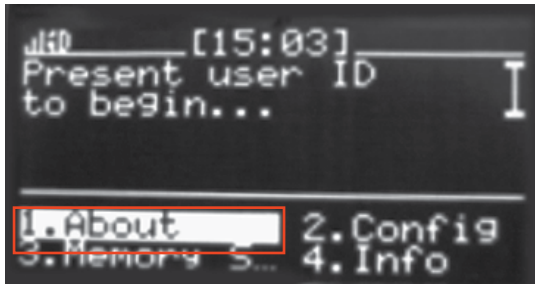 [15:03]
Present user ID
to begin...
1.About 2.Config
3.Memory S... 4.Info